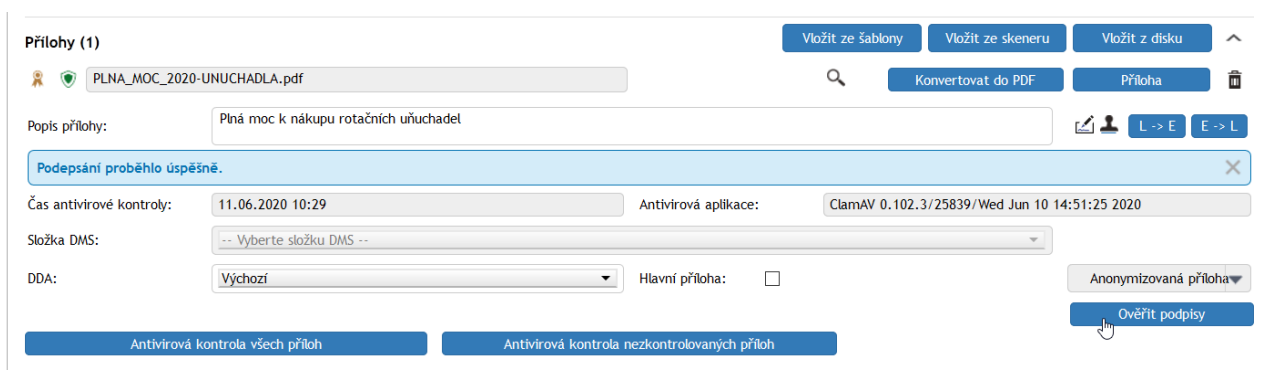 Přílohy (1)
Vložit ze šablony
Vložit ze skeneru
Vložit z disku
PLNA_MOC_2020-UNUCHADLA.pdf
Konvertovat do PDF
Příloha
Popis přílohy:
Plná moc k nákupu rotačních uňuchadel
L -> E
E -> L
Podepsání proběhlo úspěšně.
Čas antivirové kontroly:
11.06.2020 10:29
Antivirová aplikace:
ClamAV 0.102.3/25839/Wed Jun 10 14:51:25 2020
Složka DMS:
-- Vyberte složku DMS --
DDA:
Výchozí
Hlavní příloha:
Anonymizovaná příloha
Ověřit podpisy
Antivirová kontrola všech příloh
Antivirová kontrola nezkontrolovaných příloh